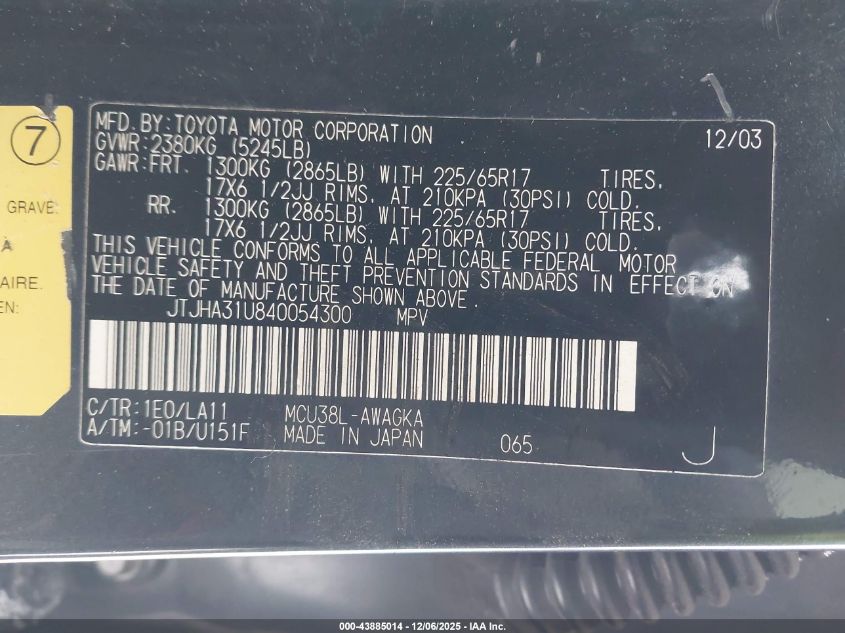 7
GRAVE
À
AIRE.
EN:
MFD.BY:TOYOTA MOTOR CORPORATION 12/03
GVWR:2380KG (5245LB)
GAWR:FRT. 1300KG (2865LB) WITH 225/65R17 TIRES,
17X6 1/2JJ RIMS, AT 210KPA (30PSI) COLD.
RR. 1300KG (2865LB) WITH 225/65R17 TIRES,
17X6 1/2JJ RIMS, AT 210KPA (30PSI) COLD.
THIS VEHICLE CONFORMS TO ALL APPLICABLE FEDERAL MOTOR
VEHICLE SAFETY AND THEFT PREVENTION STANDARDS IN EFFECT ON
THE DATE OF MANUFACTURE SHOWN ABOVE.
JTJHA31U840054300 MPV
C/TR:1E0/LA11 MCU38L-AWAGKA
A/TM:-01B/U151F MADE IN JAPAN 065 J
000-43885014 - 12/06/2025 - IAA Inc.